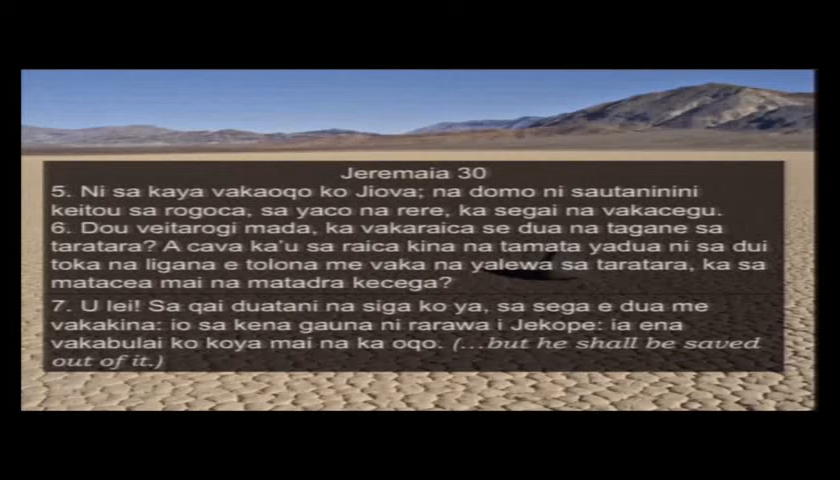 Jeremaia 30
5. Ni sa kaya vakaoqo ko Jiova; na domo ni sautaninini
keitou sa rogoca, sa yaco na rere, ka segai na vakacegu.
6. Dou veitarogi mada, ka vakaraica se dua na tagane sa
taratara? A cava ka'u sa raica kina na tamata yadua ni sa dui
toka na ligana e tolona me vaka na yalewa sa taratara, ka sa
matacea mai na matadra kecega?
7. U lei! Sa qai duatani na siga ko ya, sa sega e dua me
vakakina: io sa kena gauna ni rarawa i Jekope: ia ena
vakabulai ko koya mai na ka oqo. (...but he shall be saved
out of it.)